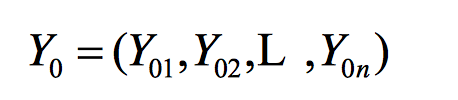 Y₀ = (Y₀₁, Y₀₂, L , Y₀ₙ)